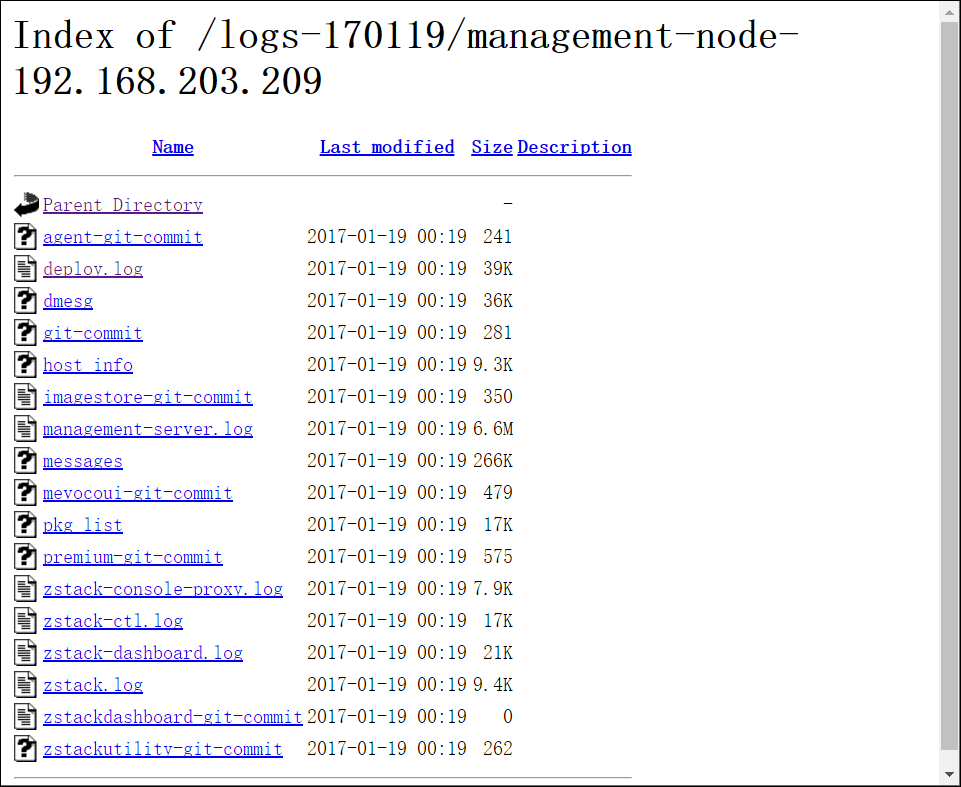 Index of /logs-170119/management-node-
192.168.203.209
Name Last modified Size Description
Parent Directory -
agent-git-commit 2017-01-19 00:19 241
deploy.log 2017-01-19 00:19 39K
dmesg 2017-01-19 00:19 36K
git-commit 2017-01-19 00:19 281
host_info 2017-01-19 00:19 9.3K
imagestore-git-commit 2017-01-19 00:19 350
management-server.log 2017-01-19 00:19 6.6M
messages 2017-01-19 00:19 266K
mevocoui-git-commit 2017-01-19 00:19 479
pkg_list 2017-01-19 00:19 17K
premium-git-commit 2017-01-19 00:19 575
zstack-console-proxy.log 2017-01-19 00:19 7.9K
zstack-ctl.log 2017-01-19 00:19 17K
zstack-dashboard.log 2017-01-19 00:19 21K
zstack.log 2017-01-19 00:19 9.4K
zstackdashboard-git-commit 2017-01-19 00:19 0
zstackutility-git-commit 2017-01-19 00:19 262